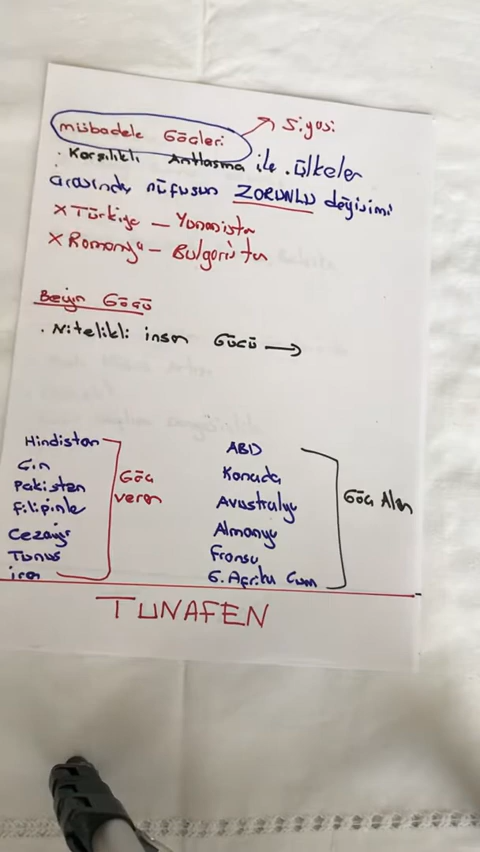 Mübadele Göçleri → Siyasi
. Karşılıklı Antlaşma ile . ülkeler
arasında nüfusun ZORUNLU değişimi
x Türkiye — Yunanistan
x Romanya — Bulgaristan
Beyin Göçü
. Nitelikli insan Gücü →
Hindistan
Çin
Pakistan
Filipinler
Cezayir
Tunus
iran
Göç
veren
ABD
Kanada
Avustralya
Almanya
Fransa
G. Afrika Cum
Göç Alan
TUNAFEN